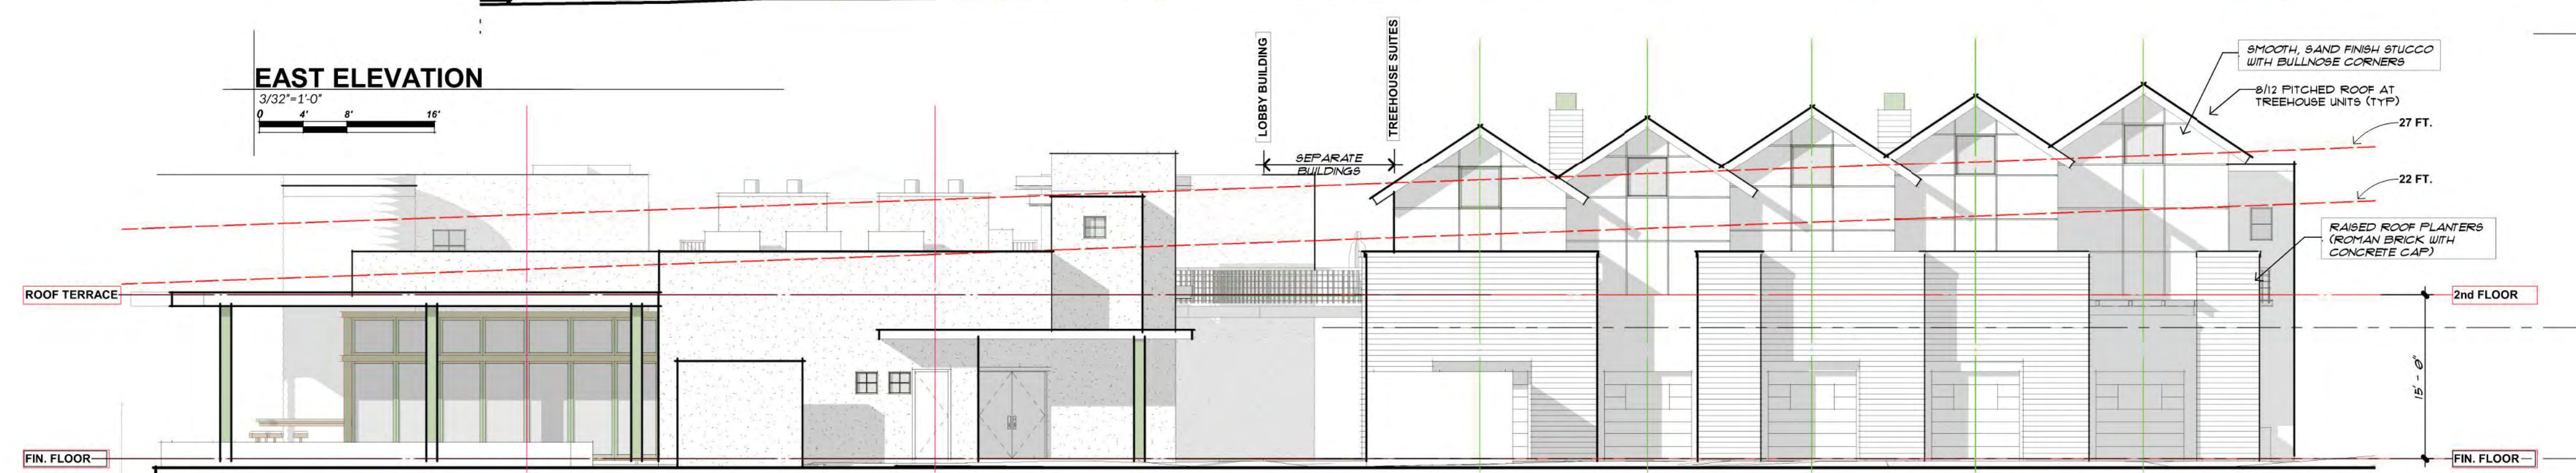 EAST ELEVATION
3/32"=1'-0"
0 4' 8' 16'
LOBBY BUILDING
TREEHOUSE SUITES
SEPARATE
BUILDINGS
SMOOTH, SAND FINISH STUCCO
WITH BULLNOSE CORNERS
8/12 PITCHED ROOF AT
TREEHOUSE UNITS (TYP)
27 FT.
22 FT.
RAISED ROOF PLANTERS
(ROMAN BRICK WITH
CONCRETE CAP)
ROOF TERRACE
2nd FLOOR
15' - 0"
FIN. FLOOR
FIN. FLOOR